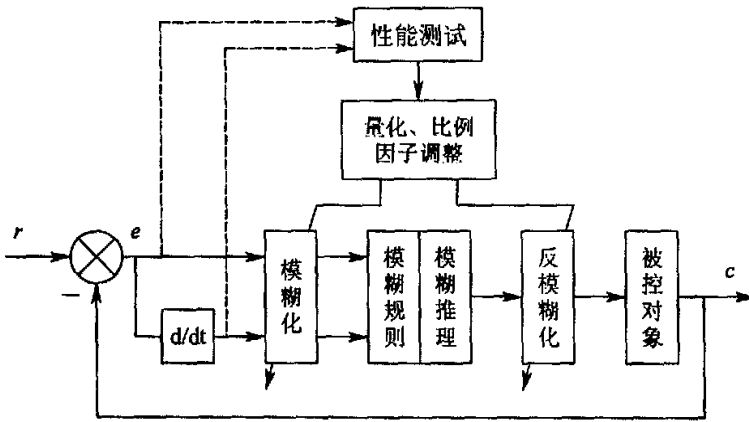 性能测试
量化、比例
因子调整
r
e
模糊化
模糊规则
模糊推理
反模糊化
被控对象
c
−
d/dt